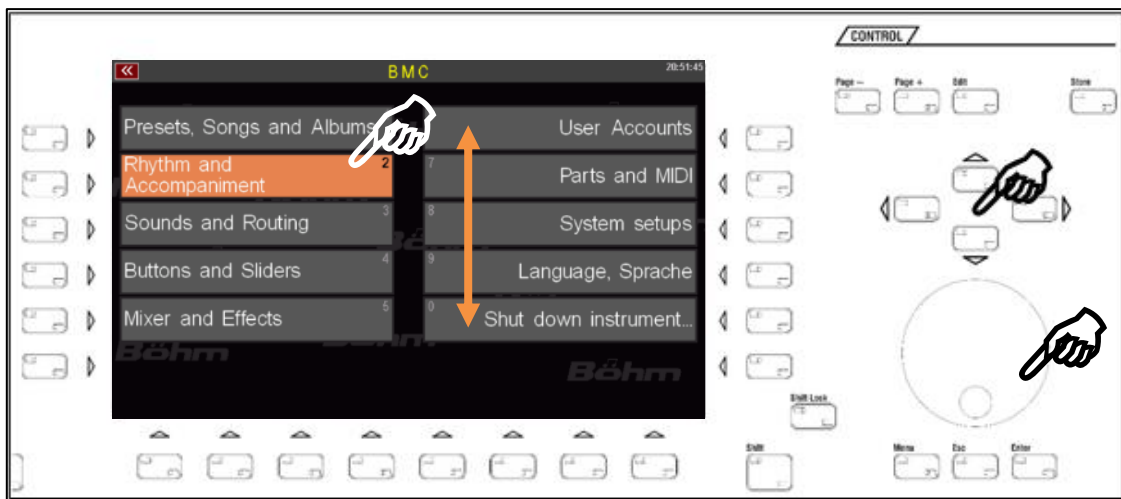 CONTROL
BMC
20:51:45
Page – Page + Edit Store
Presets, Songs and Albums
User Accounts
Rhythm and
Accompaniment
2
7
Parts and MIDI
Sounds and Routing
3
8
System setups
Buttons and Sliders
4
9
Language, Sprache
Mixer and Effects
5
0
Shut down instrument...
Böhm
Böhm
Shift Lock
Shift
Menu Esc Enter